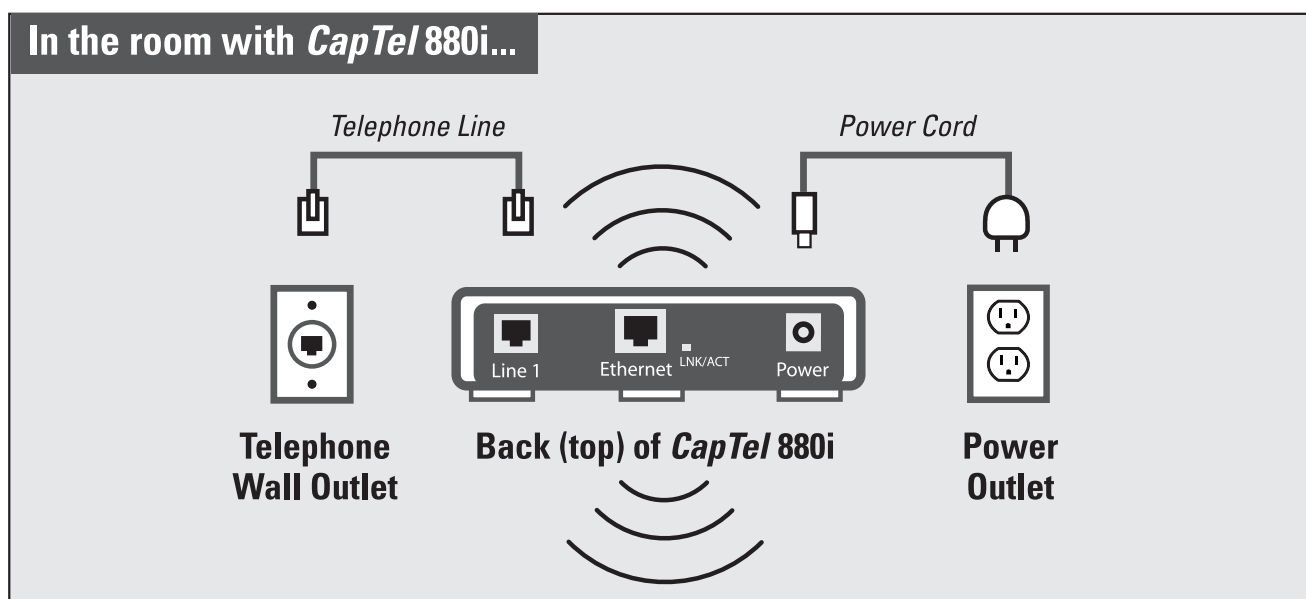 In the room with CapTel 880i...
Telephone Line
Power Cord
Line 1
Ethernet
LNK/ACT
Power
Telephone
Wall Outlet
Back (top) of CapTel 880i
Power
Outlet